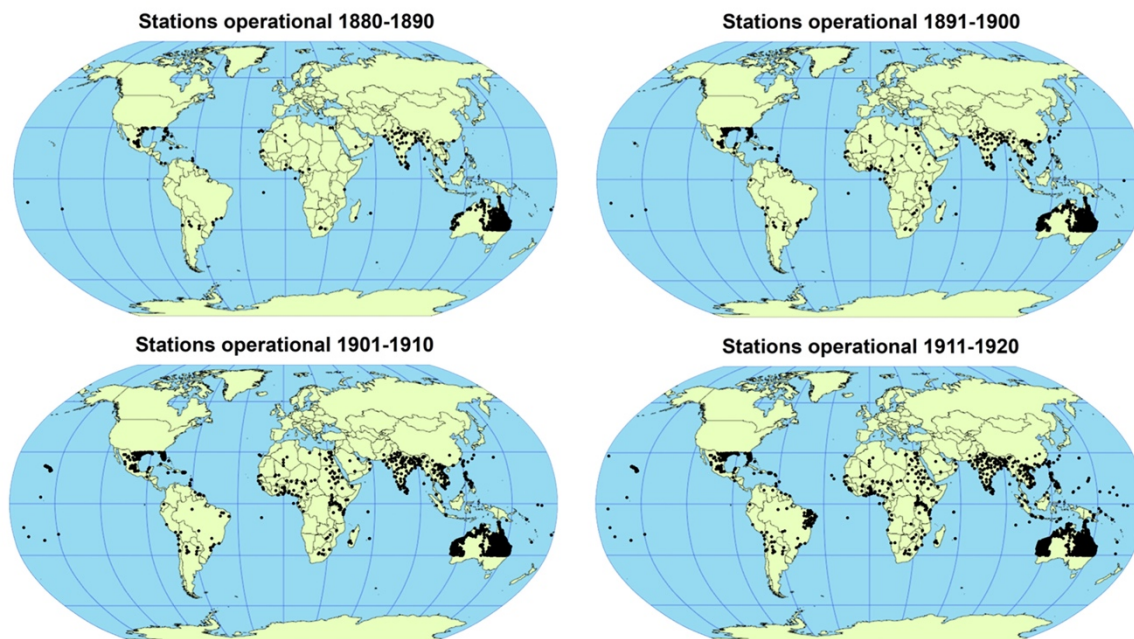 Stations operational 1880-1890
Stations operational 1891-1900
Stations operational 1901-1910
Stations operational 1911-1920